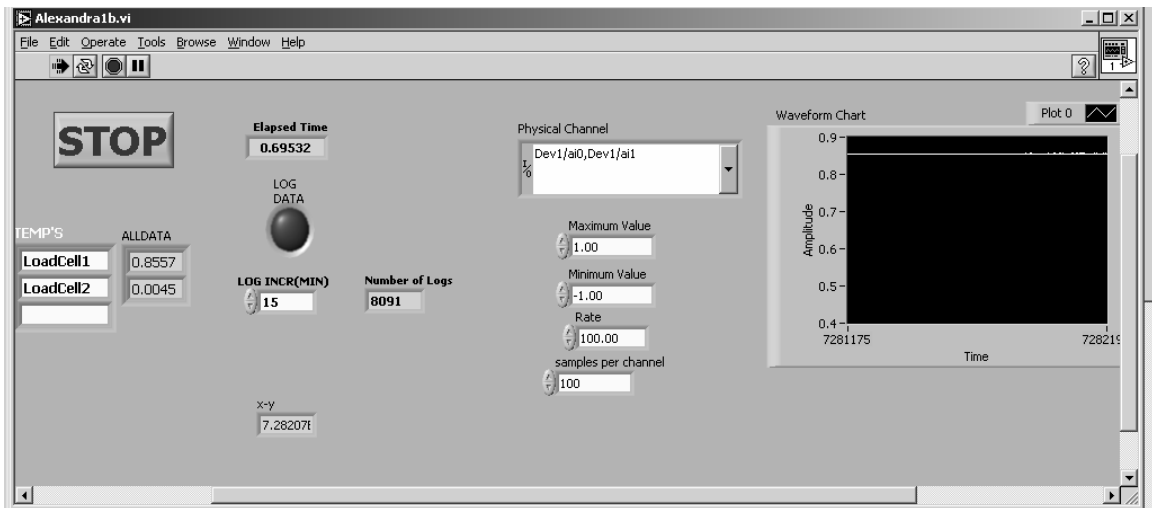 Alexandra1b.vi
File Edit Operate Tools Browse Window Help
1
STOP
Elapsed Time
0.69532
LOG
DATA
TEMP'S
ALLDATA
LoadCell1
0.8557
LoadCell2
0.0045
LOG INCR(MIN)
15
Number of Logs
8091
x-y
Physical Channel
I/O
Dev1/ai0,Dev1/ai1
Maximum Value
1.00
Minimum Value
-1.00
Rate
100.00
samples per channel
100
Waveform Chart
Plot 0
Amplitude
0.9
0.8
0.7
0.6
0.5
0.4
7281175
Time